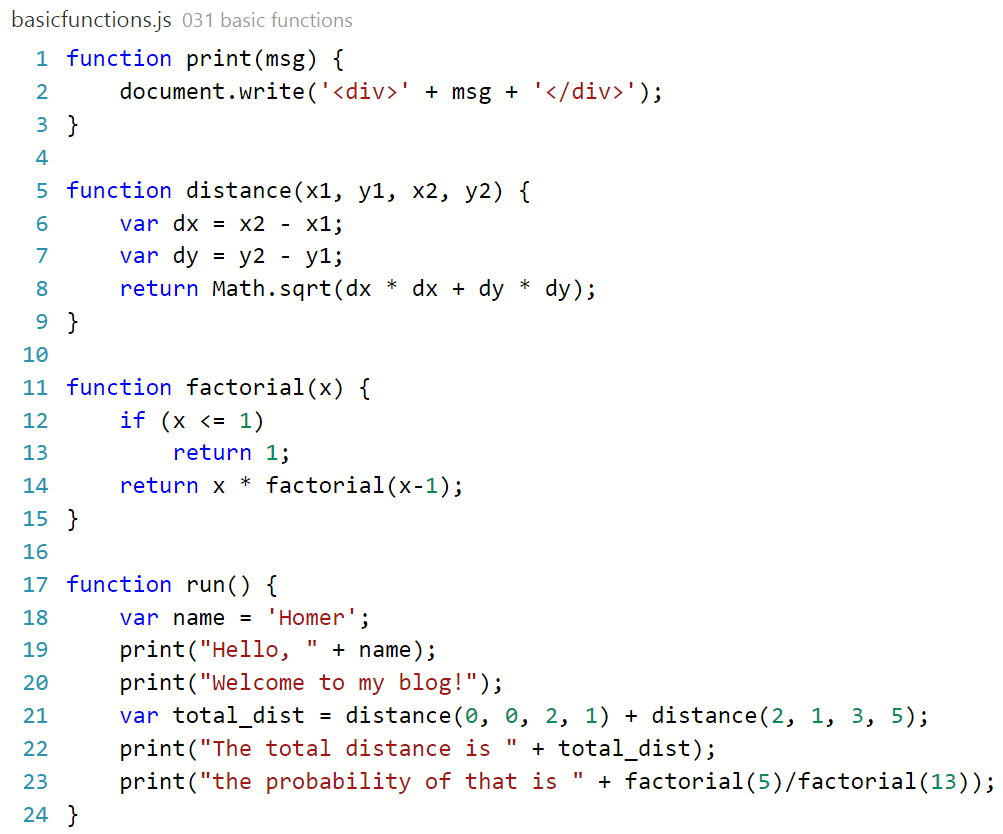 basicfunctions.js 031 basic functions
1 function print(msg) {
2     document.write('<div>' + msg + '</div>');
3 }
4
5 function distance(x1, y1, x2, y2) {
6     var dx = x2 - x1;
7     var dy = y2 - y1;
8     return Math.sqrt(dx * dx + dy * dy);
9 }
10
11 function factorial(x) {
12     if (x <= 1)
13         return 1;
14     return x * factorial(x-1);
15 }
16
17 function run() {
18     var name = 'Homer';
19     print("Hello, " + name);
20     print("Welcome to my blog!");
21     var total_dist = distance(0, 0, 2, 1) + distance(2, 1, 3, 5);
22     print("The total distance is " + total_dist);
23     print("the probability of that is " + factorial(5)/factorial(13));
24 }